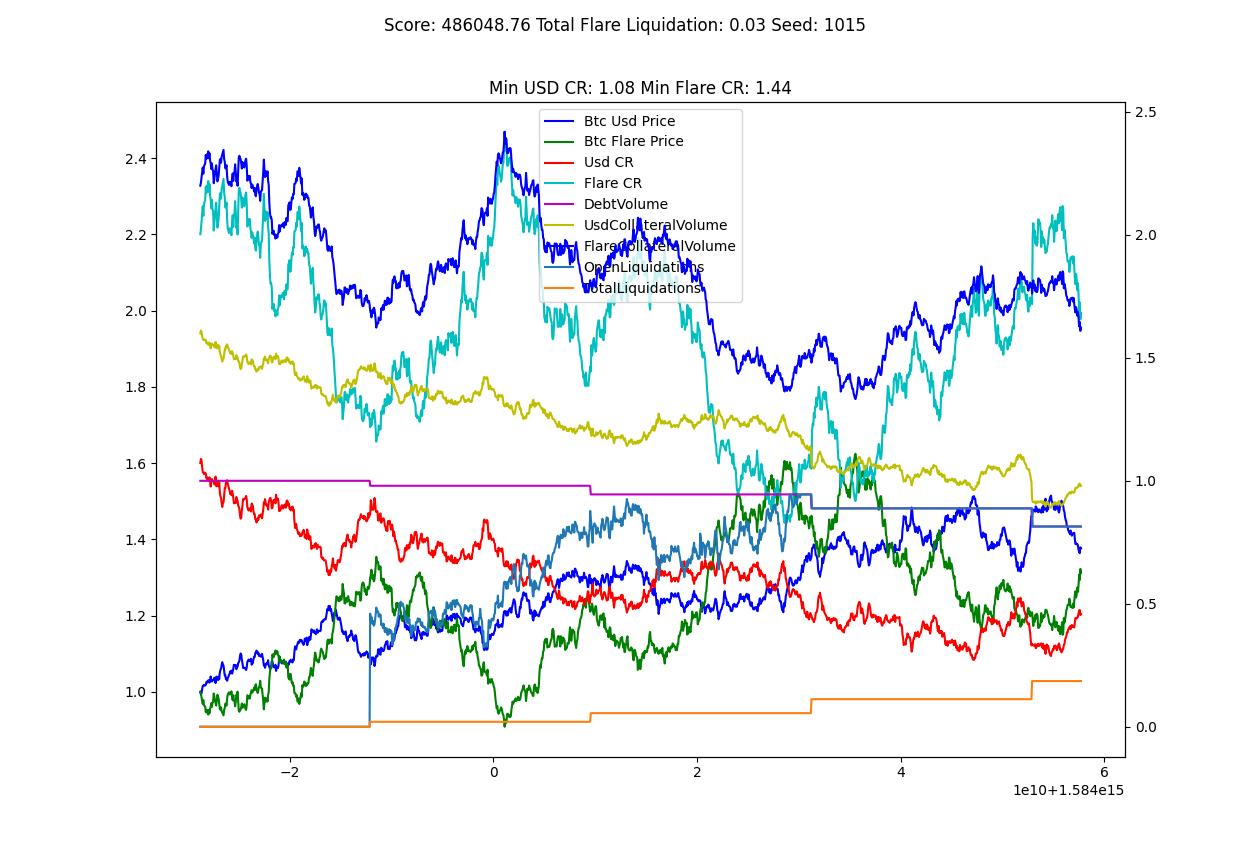 Score: 486048.76 Total Flare Liquidation: 0.03 Seed: 1015
Min USD CR: 1.08 Min Flare CR: 1.44
Btc Usd Price
Btc Flare Price
Usd CR
Flare CR
DebtVolume
UsdCollateralVolume
FlareCollateralVolume
OpenLiquidations
TotalLiquidations
2.4
2.2
2.0
1.8
1.6
1.4
1.2
1.0
2.5
2.0
1.5
1.0
0.5
0.0
−2 0 2 4 6
1e10+1.584e15